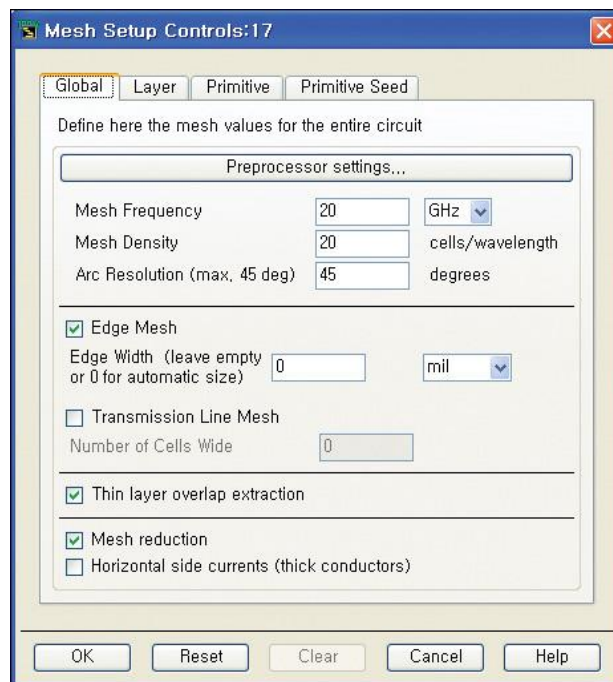 Mesh Setup Controls:17
Global Layer Primitive Primitive Seed
Define here the mesh values for the entire circuit
Preprocessor settings...
Mesh Frequency 20 GHz
Mesh Density 20 cells/wavelength
Arc Resolution (max, 45 deg) 45 degrees
Edge Mesh
Edge Width (leave empty
or 0 for automatic size) 0 mil
Transmission Line Mesh
Number of Cells Wide 0
Thin layer overlap extraction
Mesh reduction
Horizontal side currents (thick conductors)
OK Reset Clear Cancel Help